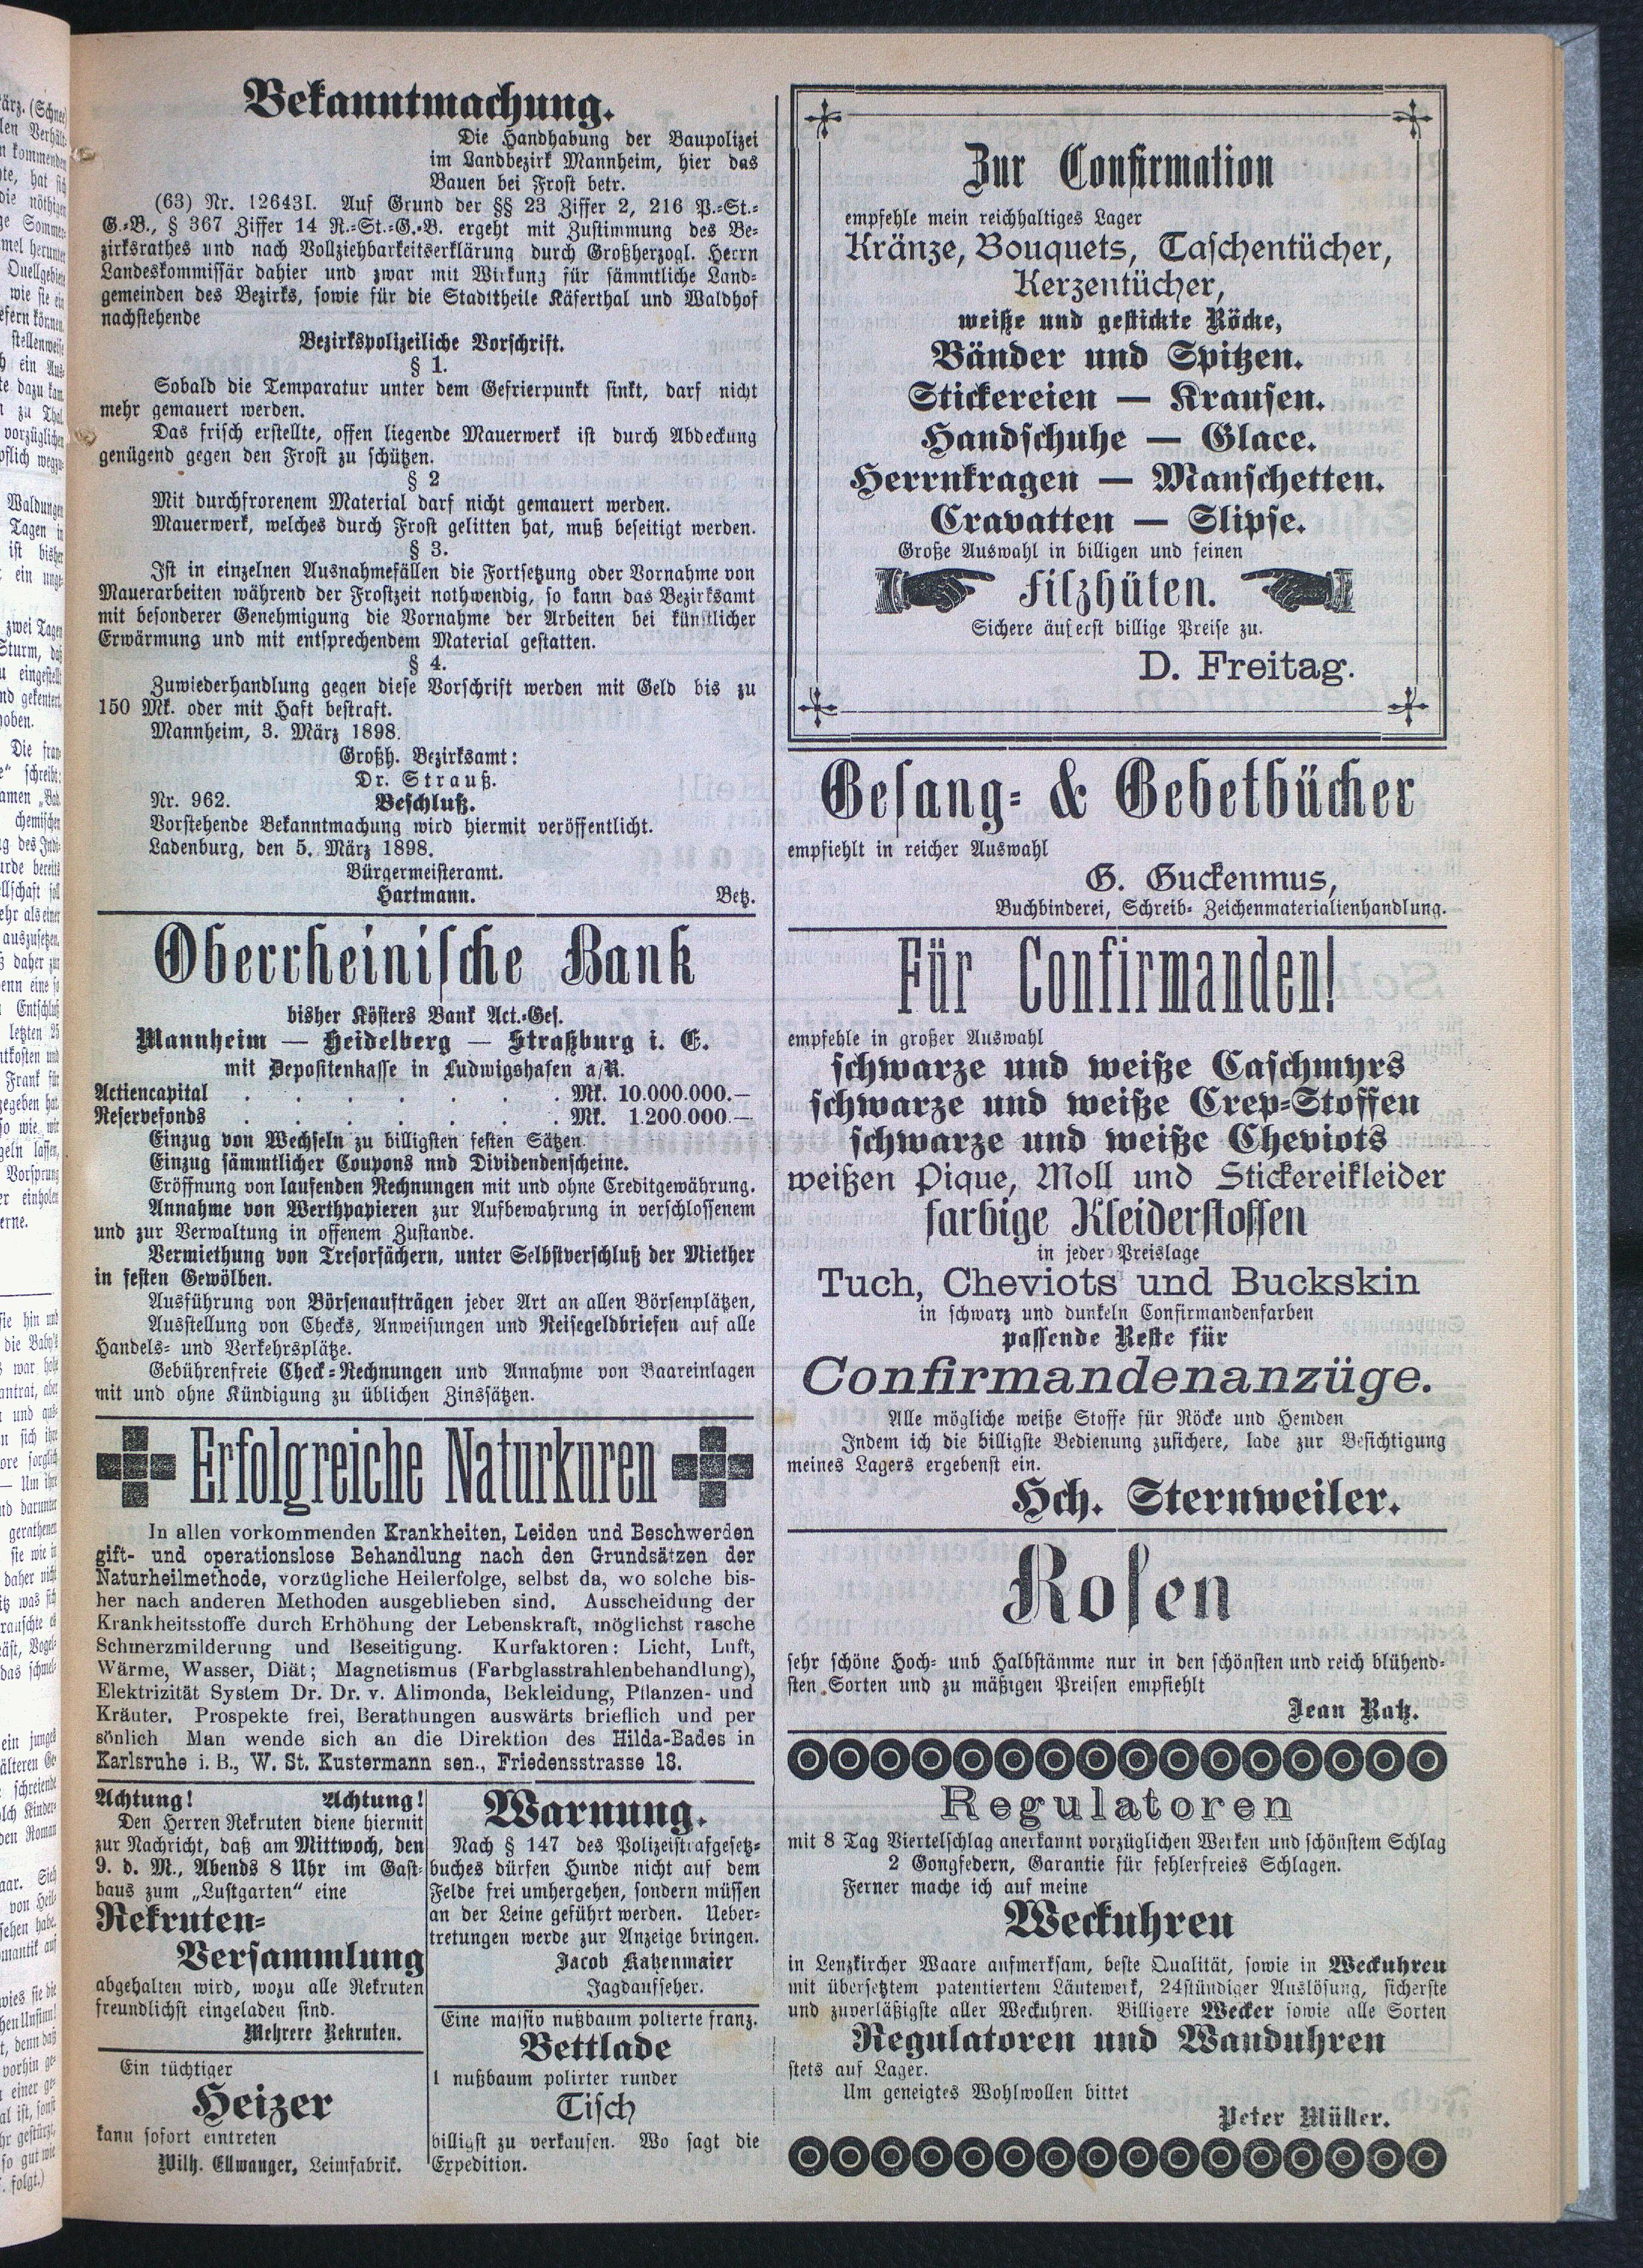 Bekanntmachung.
Die Handhabung der Baupolizei
im Landbezirk Mannheim, hier das
Bauen bei Frost betr.
(63) Nr. 12643I. Auf Grund der §§ 23 Ziffer 2, 216 P.-St.-
G.-B., § 367 Ziffer 14 R.-St.-G.-B. ergeht mit Zustimmung des Be-
zirksrathes und nach Vollziehbarkeitserklärung durch Großherzogl. Herrn
Landeskommissär dahier und zwar mit Wirkung für sämmtliche Land-
gemeinden des Bezirks, sowie für die Stadttheile Käferthal und Waldhof
nachstehende
Bezirkspolizeiliche Vorschrift.
§ 1.
Sobald die Temparatur unter dem Gefrierpunkt sinkt, darf nicht
mehr gemauert werden.
Das frisch erstellte, offen liegende Mauerwerk ist durch Abdeckung
genügend gegen den Frost zu schützen.
§ 2
Mit durchfrorenem Material darf nicht gemauert werden.
Mauerwerk, welches durch Frost gelitten hat, muß beseitigt werden.
§ 3.
Ist in einzelnen Ausnahmefällen die Fortsetzung oder Vornahme von
Mauerarbeiten während der Frostzeit nothwendig, so kann das Bezirksamt
mit besonderer Genehmigung die Vornahme der Arbeiten bei künstlicher
Erwärmung und mit entsprechendem Material gestatten.
§ 4.
Zuwiederhandlung gegen diese Vorschrift werden mit Geld bis zu
150 Mk. oder mit Haft bestraft.
Mannheim, 3. März 1898.
Großh. Bezirksamt:
Dr. Strauß.
Nr. 962. Beschluß.
Vorstehende Bekanntmachung wird hiermit veröffentlicht.
Ladenburg, den 5. März 1898.
Bürgermeisteramt.
Hartmann. Betz.
Oberrheinische Bank
bisher Kösters Bank Act.-Ges.
Mannheim — Heidelberg — Straßburg i. E.
mit Depositenkasse in Ludwigshafen a/R.
Actiencapital . . . . . . . Mk. 10.000.000.—
Reservefonds . . . . . . . Mk. 1.200.000.—
Einzug von Wechseln zu billigsten festen Sätzen.
Einzug sämmtlicher Coupons nnd Dividendenscheine.
Eröffnung von laufenden Rechnungen mit und ohne Creditgewährung.
Annahme von Werthpapieren zur Aufbewahrung in verschlossenem
und zur Verwaltung in offenem Zustande.
Vermiethung von Tresorfächern, unter Selbstverschluß der Miether
in festen Gewölben.
Ausführung von Börsenaufträgen jeder Art an allen Börsenplätzen,
Ausstellung von Checks, Anweisungen und Reisegeldbriefen auf alle
Handels- und Verkehrsplätze.
Gebührenfreie Check-Rechnungen und Annahme von Baareinlagen
mit und ohne Kündigung zu üblichen Zinssätzen.
Erfolgreiche Naturkuren
In allen vorkommenden Krankheiten, Leiden und Beschwerden
gift- und operationslose Behandlung nach den Grundsätzen der
Naturheilmethode, vorzügliche Heilerfolge, selbst da, wo solche bis-
her nach anderen Methoden ausgeblieben sind. Ausscheidung der
Krankheitsstoffe durch Erhöhung der Lebenskraft, möglichst rasche
Schmerzmilderung und Beseitigung. Kurfaktoren: Licht, Luft,
Wärme, Wasser, Diät; Magnetismus (Farbglasstrahlenbehandlung),
Elektrizität System Dr. Dr. v. Alimonda, Bekleidung, Pflanzen- und
Kräuter. Prospekte frei, Berathungen auswärts brieflich und per
sönlich Man wende sich an die Direktion des Hilda-Bades in
Karlsruhe i. B., W. St. Kustermann sen., Friedensstrasse 18.
Achtung! Achtung!
Den Herren Rekruten diene hiermit
zur Nachricht, daß am Mittwoch, den
9. d. M., Abends 8 Uhr im Gast-
haus zum „Lustgarten“ eine
Rekruten-
Versammlung
abgehalten wird, wozu alle Rekruten
freundlichst eingeladen sind.
Mehrere Rekruten.
Ein tüchtiger
Heizer
kann sofort eintreten
Wilh. Ellwanger, Leimfabrik.
Warnung.
Nach § 147 des Polizeistrafgesetz-
buches dürfen Hunde nicht auf dem
Felde frei umhergehen, sondern müssen
an der Leine geführt werden. Ueber-
tretungen werde zur Anzeige bringen.
Jacob Katzenmaier
Jagdaufseher.
Eine massiv nußbaum polierte franz.
Bettlade
1 nußbaum polirter runder
Tisch
billigst zu verkaufen. Wo sagt die
Expedition.
Zur Confirmation
empfehle mein reichhaltiges Lager
Kränze, Bouquets, Taschentücher,
Kerzentücher,
weiße und gestickte Röcke,
Bänder und Spitzen.
Stickereien — Krausen.
Handschuhe — Glace.
Herrnkragen — Manschetten.
Cravatten — Slipse.
Große Auswahl in billigen und feinen
Filzhüten.
Sichere äußerst billige Preise zu.
D. Freitag.
Gesang- & Gebetbücher
empfiehlt in reicher Auswahl
G. Guckenmus,
Buchbinderei, Schreib- Zeichenmaterialienhandlung.
Für Confirmanden!
empfehle in großer Auswahl
schwarze und weiße Caschmyrs
schwarze und weiße Crep-Stoffen
schwarze und weiße Cheviots
weißen Pique, Moll und Stickereikleider
farbige Kleiderstoffen
in jeder Preislage
Tuch, Cheviots und Buckskin
in schwarz und dunkeln Confirmandenfarben
passende Reste für
Confirmandenanzüge.
Alle mögliche weiße Stoffe für Röcke und Hemden
Indem ich die billigste Bedienung zusichere, lade zur Besichtigung
meines Lagers ergebenst ein.
Hch. Sternweiler.
Rosen
sehr schöne Hoch- unb Halbstämme nur in den schönsten und reich blühend-
sten Sorten und zu mäßigen Preisen empfiehlt
Jean Ratz.
Regulatoren
mit 8 Tag Viertelschlag anerkannt vorzüglichen Werken und schönstem Schlag
2 Gongfedern, Garantie für fehlerfreies Schlagen.
Ferner mache ich auf meine
Weckuhren
in Lenzkircher Waare aufmerksam, beste Qualität, sowie in Weckuhren
mit übersetztem patentiertem Läutewerk, 24stündiger Auslösung, sicherste
und zuverläßigste aller Weckuhren. Billigere Wecker sowie alle Sorten
Regulatoren und Wanduhren
stets auf Lager.
Um geneigtes Wohlwollen bittet
Peter Müller.